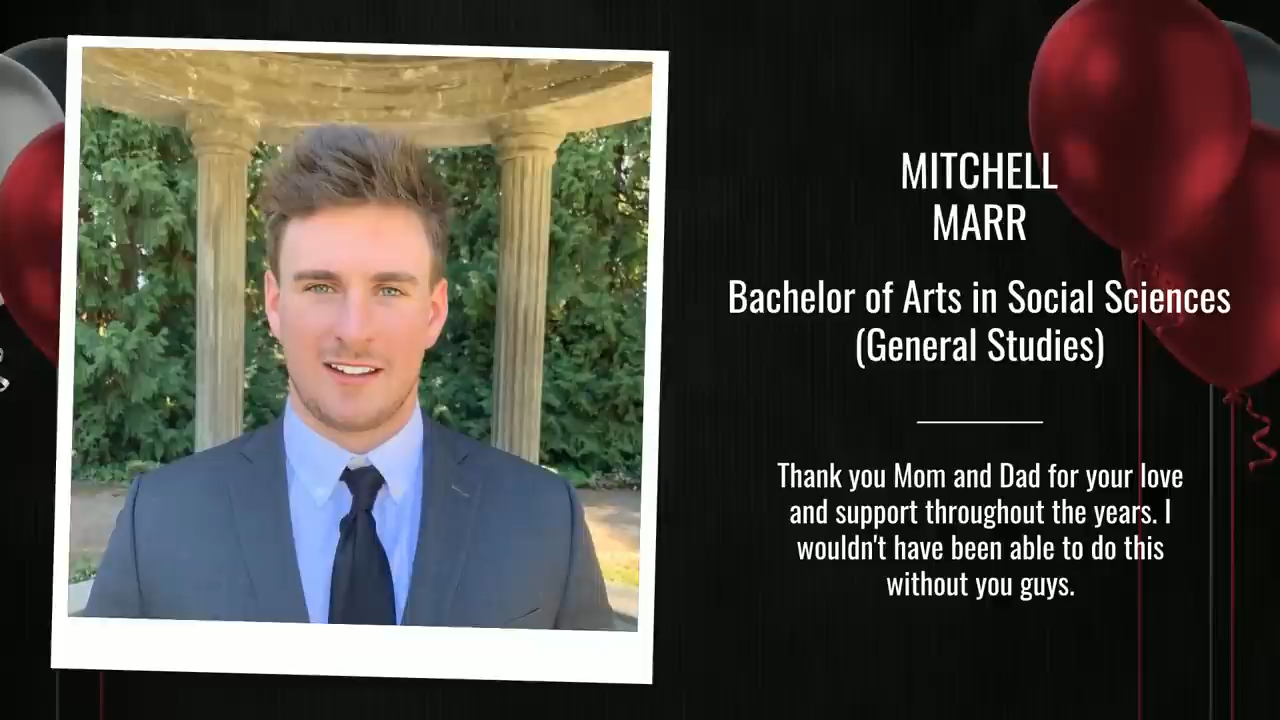 MITCHELL
MARR
Bachelor of Arts in Social Sciences
(General Studies)
Thank you Mom and Dad for your love
and support throughout the years. I
wouldn't have been able to do this
without you guys.